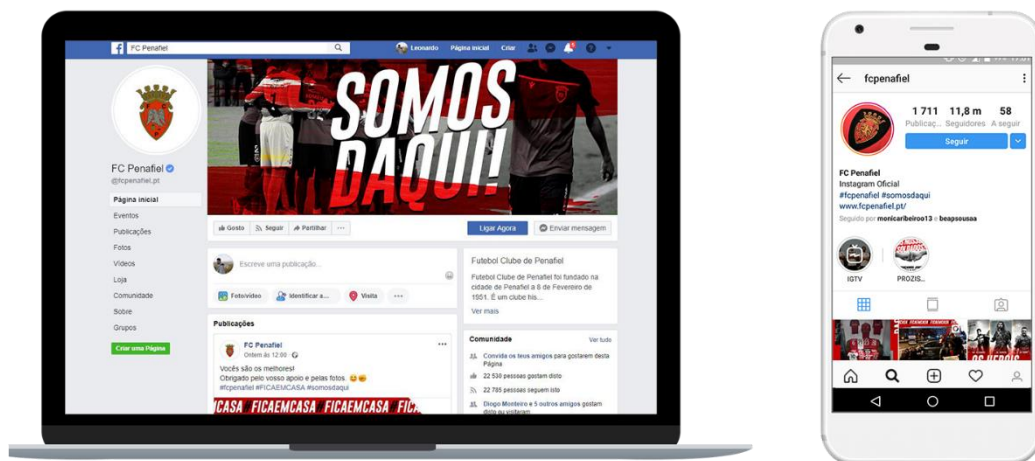 FC Penafiel
Leonardo Página inicial Criar
SOMOS
DAQUI!
FC Penafiel
@fcpenafiel.pt
Página inicial
Eventos
Publicações
Fotos
Vídeos
Loja
Comunidade
Sobre
Grupos
Criar uma Página
Gosto Seguir Partilhar ...
Ligar Agora Enviar mensagem
Escreve uma publicação...
Foto/vídeo Identificar a... Visita ...
Publicações
FC Penafiel
Ontem às 12:00
Vocês são os melhores!
Obrigado pelo vosso apoio e pelas fotos.
#fcpenafiel #FICAEMCASA #somosdaqui
ICASA #FICAEMCASA #FICAEMCASA #FIC
Futebol Clube de Penafiel
Futebol Clube de Penafiel foi fundado na
cidade de Penafiel a 8 de Fevereiro de
1951. É um clube his...
Ver mais
Comunidade Ver tudo
Convida os teus amigos para gostarem desta
Página
22 530 pessoas gostam disto
22 785 pessoas seguem isto
Diogo Monteiro e 5 outros amigos gostam
disto ou visitaram
fcpenafiel
1 711 11,8 m 58
Publicaç... Seguidores A seguir
Seguir
FC Penafiel
Instagram Oficial
#fcpenafiel #somosdaqui
www.fcpenafiel.pt/
Seguido por monicaribeiroo13 e beapsousaa
IGTV PROZIS...
OS HERÓIS